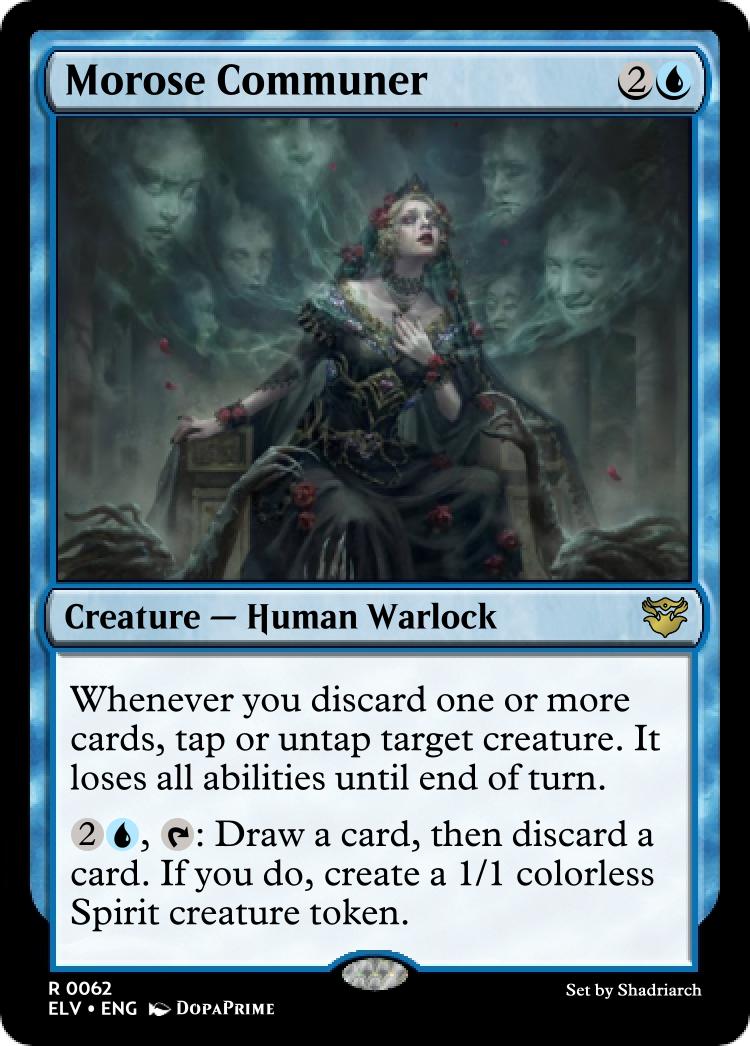 Morose Communer 2
Creature — Human Warlock
Whenever you discard one or more
cards, tap or untap target creature. It
loses all abilities until end of turn.
2 , : Draw a card, then discard a
card. If you do, create a 1/1 colorless
Spirit creature token.
R 0062
Set by Shadriarch
ELV • ENG DopaPrime